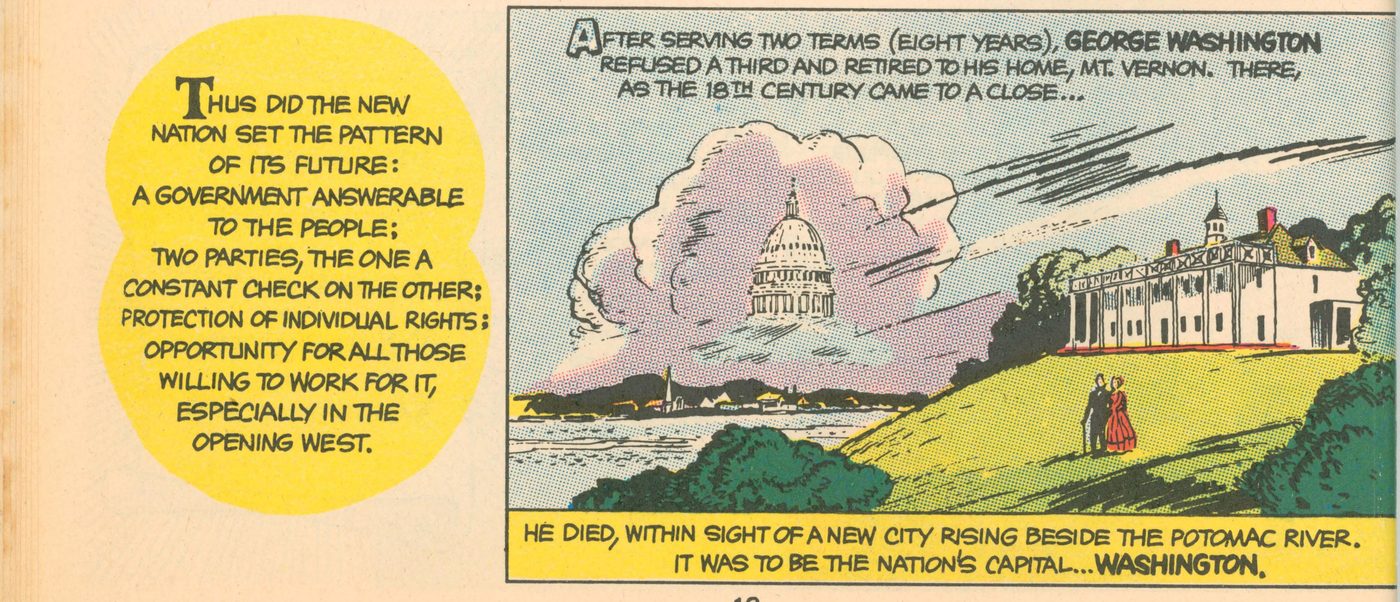 THUS DID THE NEW
NATION SET THE PATTERN
OF ITS FUTURE:
A GOVERNMENT ANSWERABLE
TO THE PEOPLE;
TWO PARTIES, THE ONE A
CONSTANT CHECK ON THE OTHER;
PROTECTION OF INDIVIDUAL RIGHTS;
OPPORTUNITY FOR ALL THOSE
WILLING TO WORK FOR IT,
ESPECIALLY IN THE
OPENING WEST.
AFTER SERVING TWO TERMS (EIGHT YEARS), GEORGE WASHINGTON
REFUSED A THIRD AND RETIRED TO HIS HOME, MT. VERNON. THERE,
AS THE 18TH CENTURY CAME TO A CLOSE...
HE DIED, WITHIN SIGHT OF A NEW CITY RISING BESIDE THE POTOMAC RIVER.
IT WAS TO BE THE NATION'S CAPITAL...WASHINGTON.